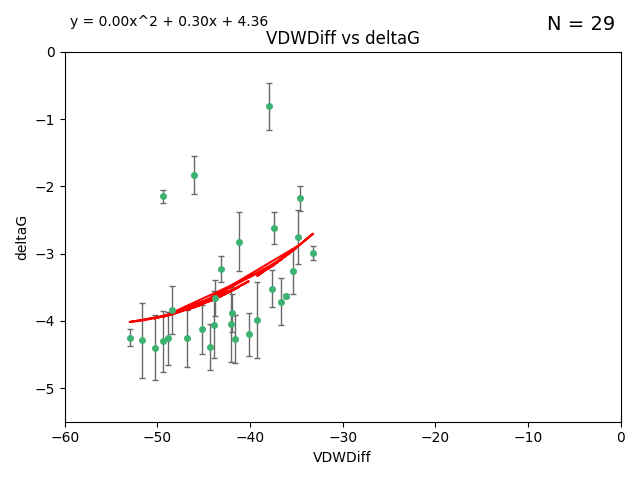 y = 0.00x^2 + 0.30x + 4.36
N = 29
VDWDiff vs deltaG
0
−1
−2
−3
−4
−5
deltaG
−60
−50
−40
−30
−20
−10
0
VDWDiff